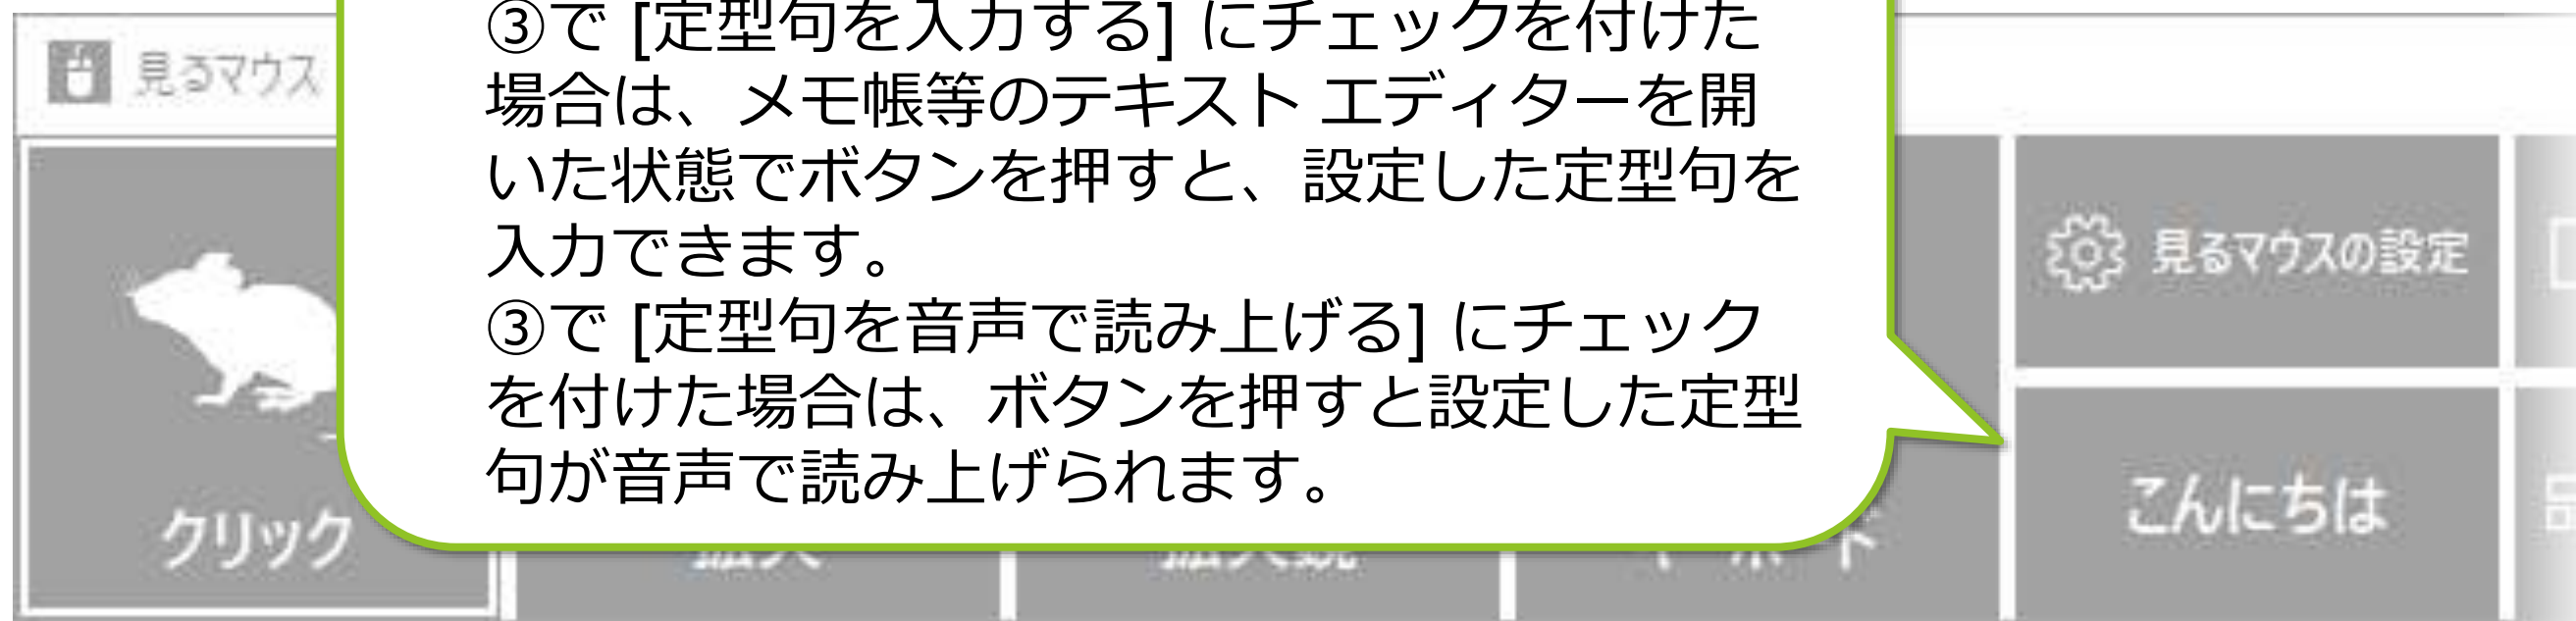 見るマウス
③で [定型句を入力する] にチェックを付けた
場合は、メモ帳等のテキスト エディターを開
いた状態でボタンを押すと、設定した定型句を
入力できます。
③で [定型句を音声で読み上げる] にチェック
を付けた場合は、ボタンを押すと設定した定型
句が音声で読み上げられます。
見るマウスの設定
クリック
こんにちは